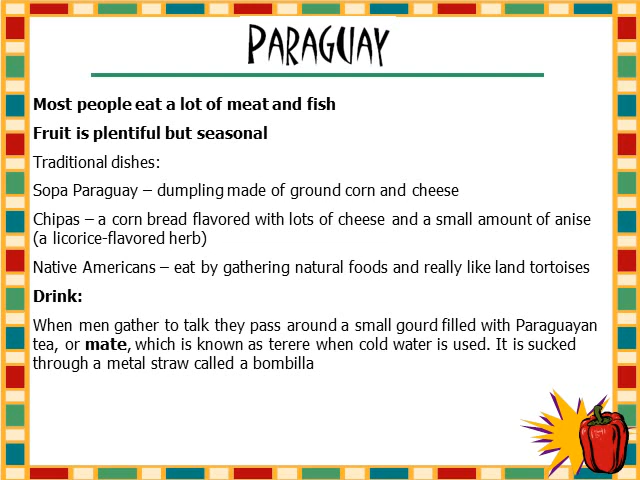 PARAGUAY
Most people eat a lot of meat and fish
Fruit is plentiful but seasonal
Traditional dishes:
Sopa Paraguay – dumpling made of ground corn and cheese
Chipas – a corn bread flavored with lots of cheese and a small amount of anise
(a licorice-flavored herb)
Native Americans – eat by gathering natural foods and really like land tortoises
Drink:
When men gather to talk they pass around a small gourd filled with Paraguayan
tea, or mate, which is known as terere when cold water is used. It is sucked
through a metal straw called a bombilla